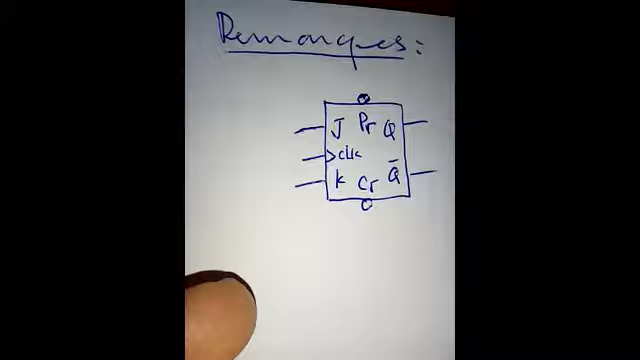 Remarques :
J Pr Q
clk
K Cr Q̅